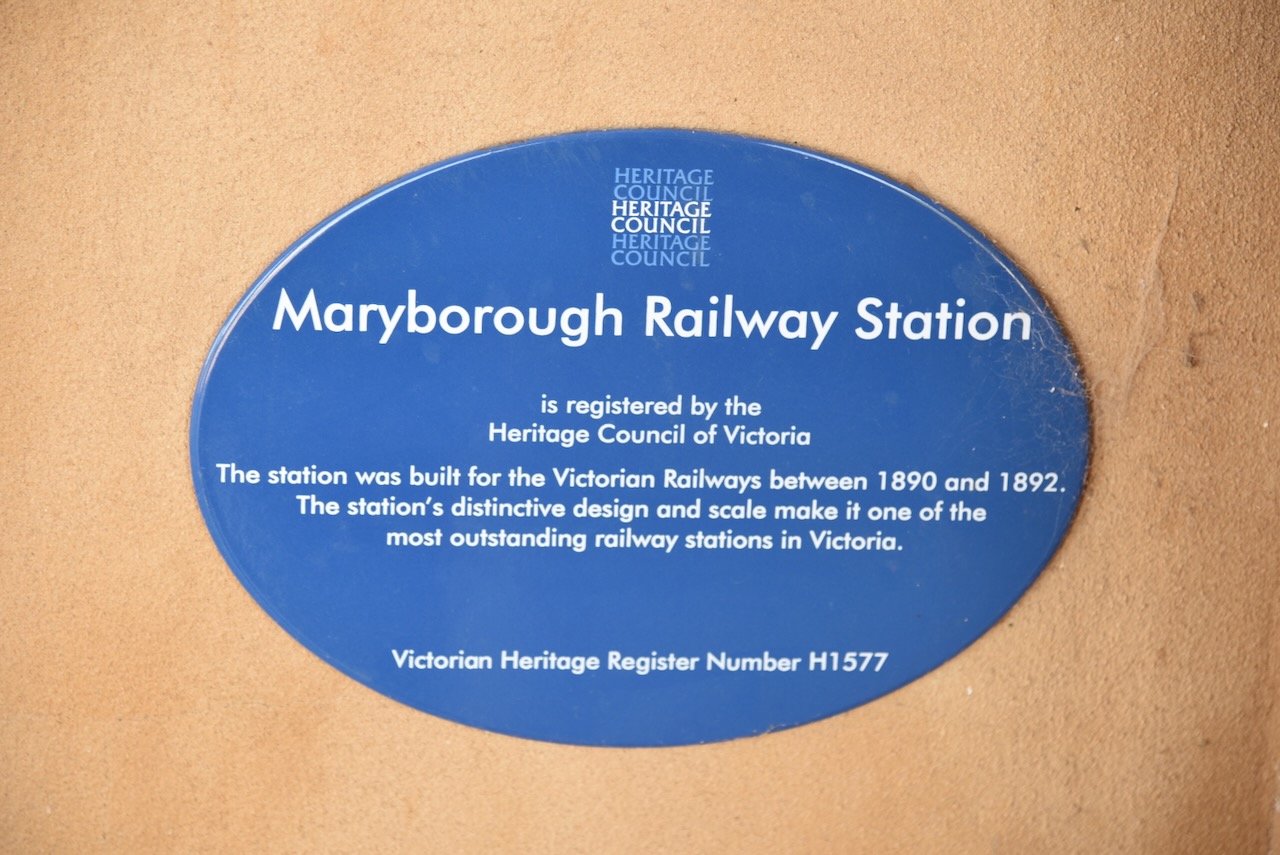 HERITAGE
COUNCIL
HERITAGE
COUNCIL
HERITAGE
COUNCIL
Maryborough Railway Station
is registered by the
Heritage Council of Victoria
The station was built for the Victorian Railways between 1890 and 1892.
The station's distinctive design and scale make it one of the
most outstanding railway stations in Victoria.
Victorian Heritage Register Number H1577